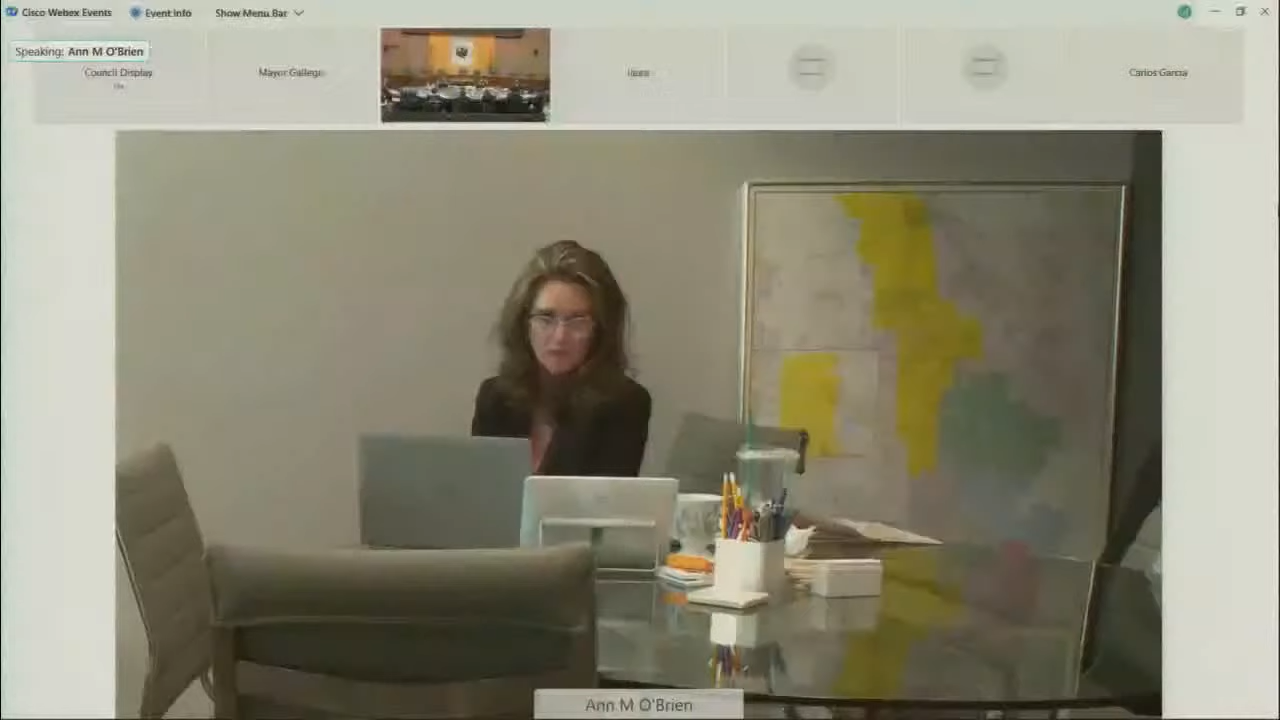 Cisco Webex Events Event Info Show Menu Bar
Speaking: Ann M O'Brien
Council Display
Mayor Gallego
laura
Carlos Garcia
Ann M O'Brien